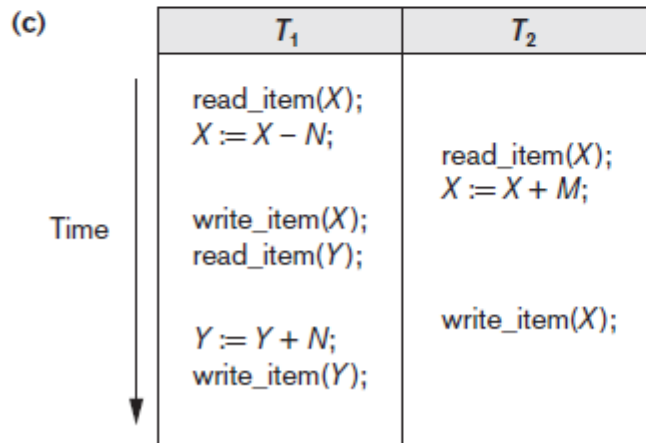 (c)
T₁ T₂
read_item(X);
X := X – N;
read_item(X);
X := X + M;
Time
write_item(X);
read_item(Y);
write_item(X);
Y := Y + N;
write_item(Y);